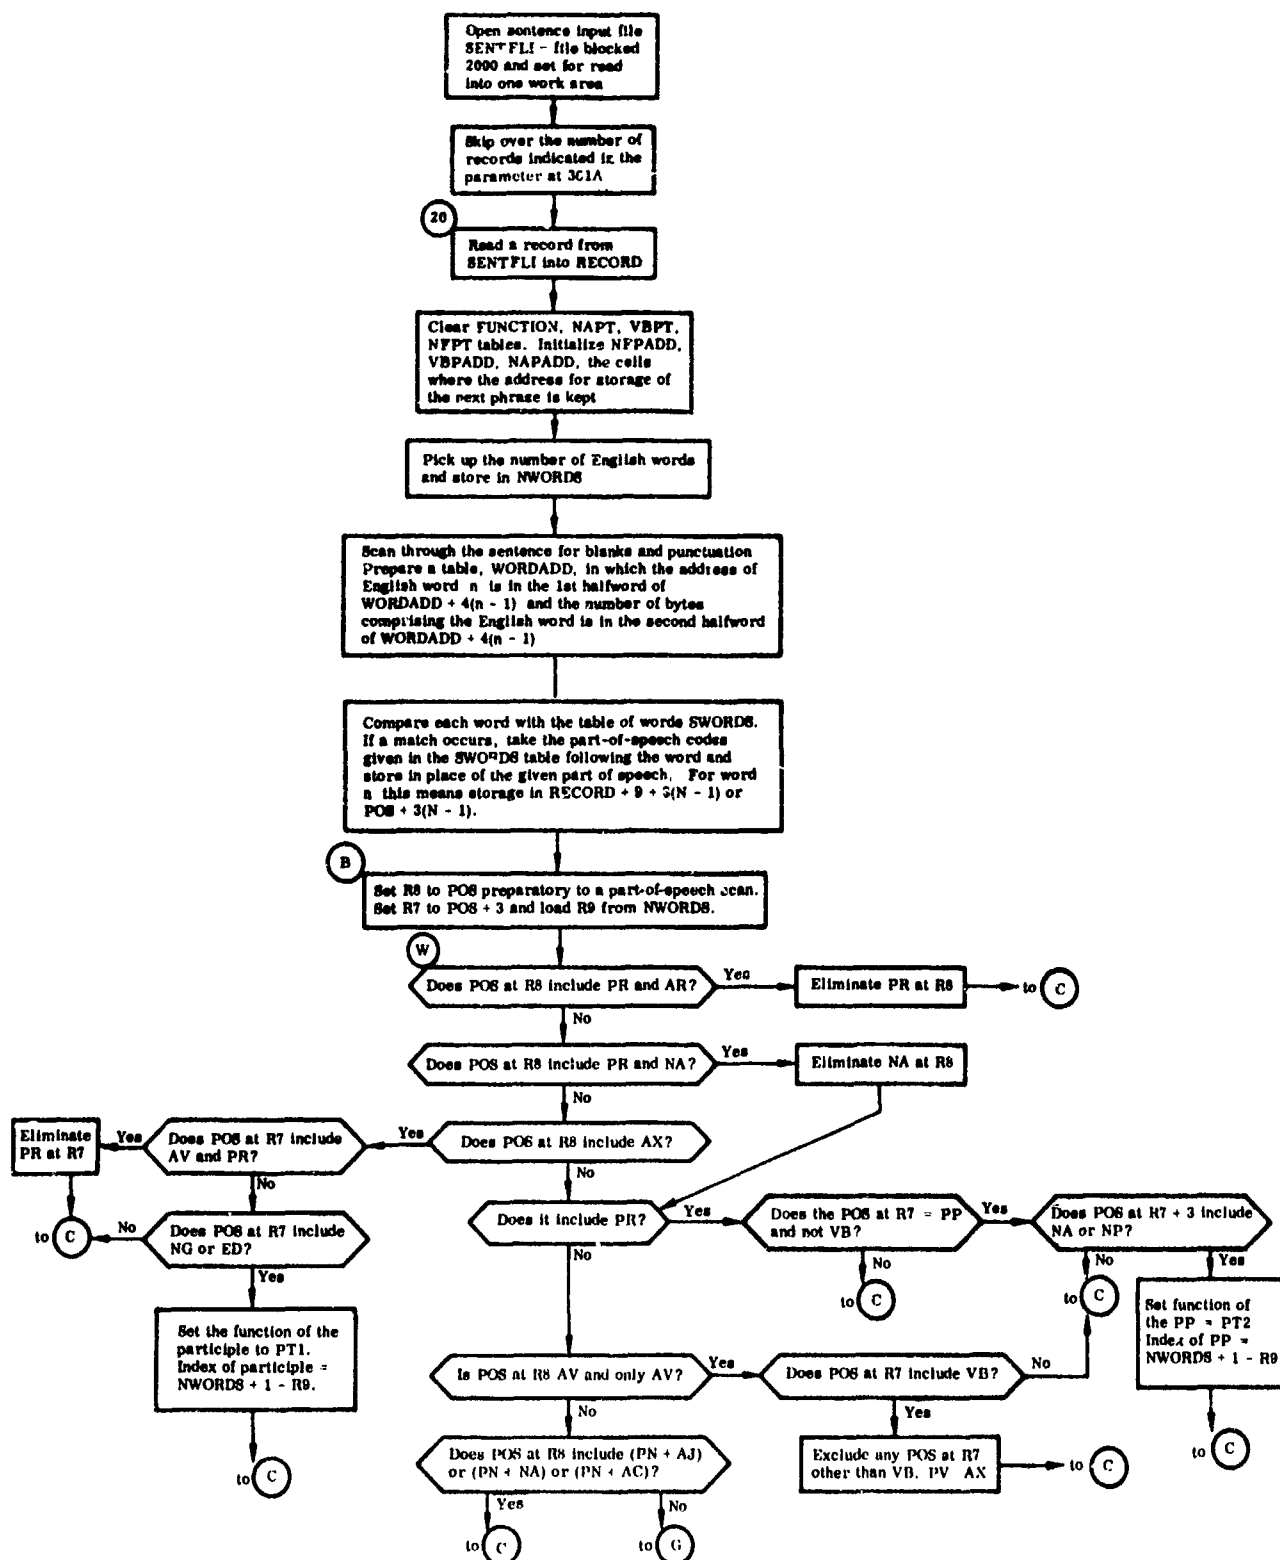 Open sentence input file
SENTFLI - file blocked
2000 and set for read
into one work area
Skip over the number of
records indicated in the
parameter at 301A
20
Read a record from
SENTFLI into RECORD
Clear FUNCTION, NAPT, VBPT,
NFPT tables. Initialize NFPADD,
VBPADD, NAPADD, the cells
where the address for storage of
the next phrase is kept
Pick up the number of English words
and store in NWORDS
Scan through the sentence for blanks and punctuation
Prepare a table, WORDADD, in which the address of
English word n is in the 1st halfword of
WORDADD + 4(n - 1) and the number of bytes
comprising the English word is in the second halfword
of WORDADD + 4(n - 1)
Compare each word with the table of words SWORDS.
If a match occurs, take the part-of-speech codes
given in the SWORDS table following the word and
store in place of the given part of speech. For word
n this means storage in RECORD + 9 + 3(N - 1) or
POS + 3(N - 1).
B
Set R8 to POS preparatory to a part-of-speech scan.
Set R7 to POS + 3 and load R9 from NWORDS.
W
Does POS at R8 include PR and AR?
Yes
Eliminate PR at R8
to C
No
Does POS at R8 include PR and NA?
Yes
Eliminate NA at R8
No
Eliminate
PR at R7
Yes
Does POS at R7 include
AV and PR?
Yes
Does POS at R8 include AX?
No
No
to C
No
Does POS at R7 include
NG or ED?
Does it include PR?
Yes
Does the POS at R7 = PP
and not VB?
Yes
Does POS at R7 + 3 include
NA or NP?
Yes
No
No
No
Yes
to C
to C
Set the function of the
participle to PT1.
Index of participle =
NWORDS + 1 - R9.
Set function of
the PP = PT2
Index of PP =
NWORDS + 1 - R9
Is POS at R8 AV and only AV?
Yes
Does POS at R7 include VB?
No
No
Yes
to C
Does POS at R8 include (PN + AJ)
or (PN + NA) or (PN + AC)?
Exclude any POS at R7
other than VB, PV AX
to C
to C
Yes
No
to C
to G